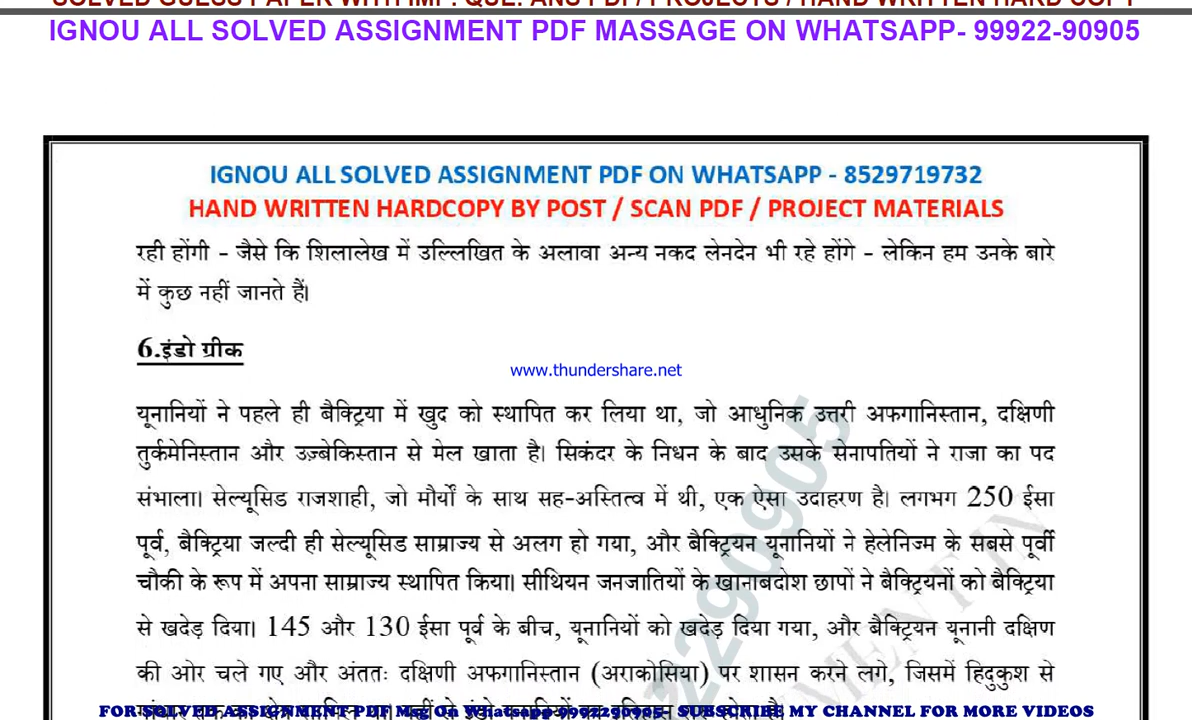 SOLVED GUESS PAPER WITH IMP. QUE. ANS PDF/ PROJECTS / HAND WRITTEN HARD COPY
IGNOU ALL SOLVED ASSIGNMENT PDF MASSAGE ON WHATSAPP- 99922-90905
IGNOU ALL SOLVED ASSIGNMENT PDF ON WHATSAPP - 8529719732
HAND WRITTEN HARDCOPY BY POST / SCAN PDF / PROJECT MATERIALS
रही होंगी - जैसे कि शिलालेख में उल्लिखित के अलावा अन्य नकद लेनदेन भी रहे होंगे - लेकिन हम उनके बारे
में कुछ नहीं जानते हैं।
6.इंडो ग्रीक
www.thundershare.net
यूनानियों ने पहले ही बैक्ट्रिया में खुद को स्थापित कर लिया था, जो आधुनिक उत्तरी अफगानिस्तान, दक्षिणी
तुर्कमेनिस्तान और उज़्बेकिस्तान से मेल खाता है। सिकंदर के निधन के बाद उसके सेनापतियों ने राजा का पद
संभाला। सेल्यूसिड राजशाही, जो मौर्यों के साथ सह-अस्तित्व में थी, एक ऐसा उदाहरण है। लगभग 250 ईसा
पूर्व, बैक्ट्रिया जल्दी ही सेल्यूसिड साम्राज्य से अलग हो गया, और बैक्ट्रियन यूनानियों ने हेलेनिज्म के सबसे पूर्वी
चौकी के रूप में अपना साम्राज्य स्थापित किया। सीथियन जनजातियों के खानाबदोश छापों ने बैक्ट्रियनों को बैक्ट्रिया
से खदेड़ दिया। 145 और 130 ईसा पूर्व के बीच, यूनानियों को खदेड़ दिया गया, और बैक्ट्रियन यूनानी दक्षिण
की ओर चले गए और अंततः दक्षिणी अफगानिस्तान (अराकोसिया) पर शासन करने लगे, जिसमें हिंदुकुश से
FOR SOLVED ASSIGNMENT PDF Msg On Whatsapp 9992290905- SUBSCRIBE MY CHANNEL FOR MORE VIDEOS